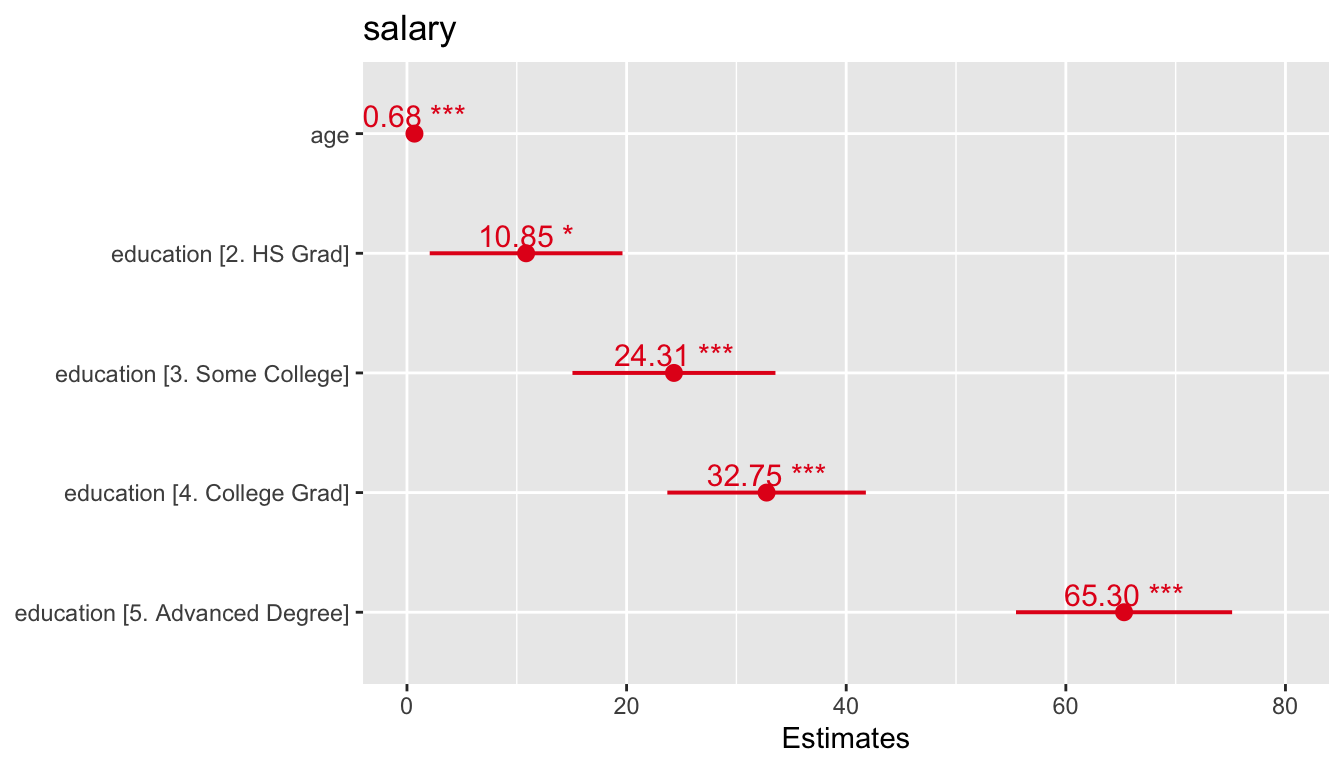 salary
0.68 ***
age
10.85 *
education [2. HS Grad]
24.31 ***
education [3. Some College]
32.75 ***
education [4. College Grad]
65.30 ***
education [5. Advanced Degree]
0 20 40 60 80
Estimates